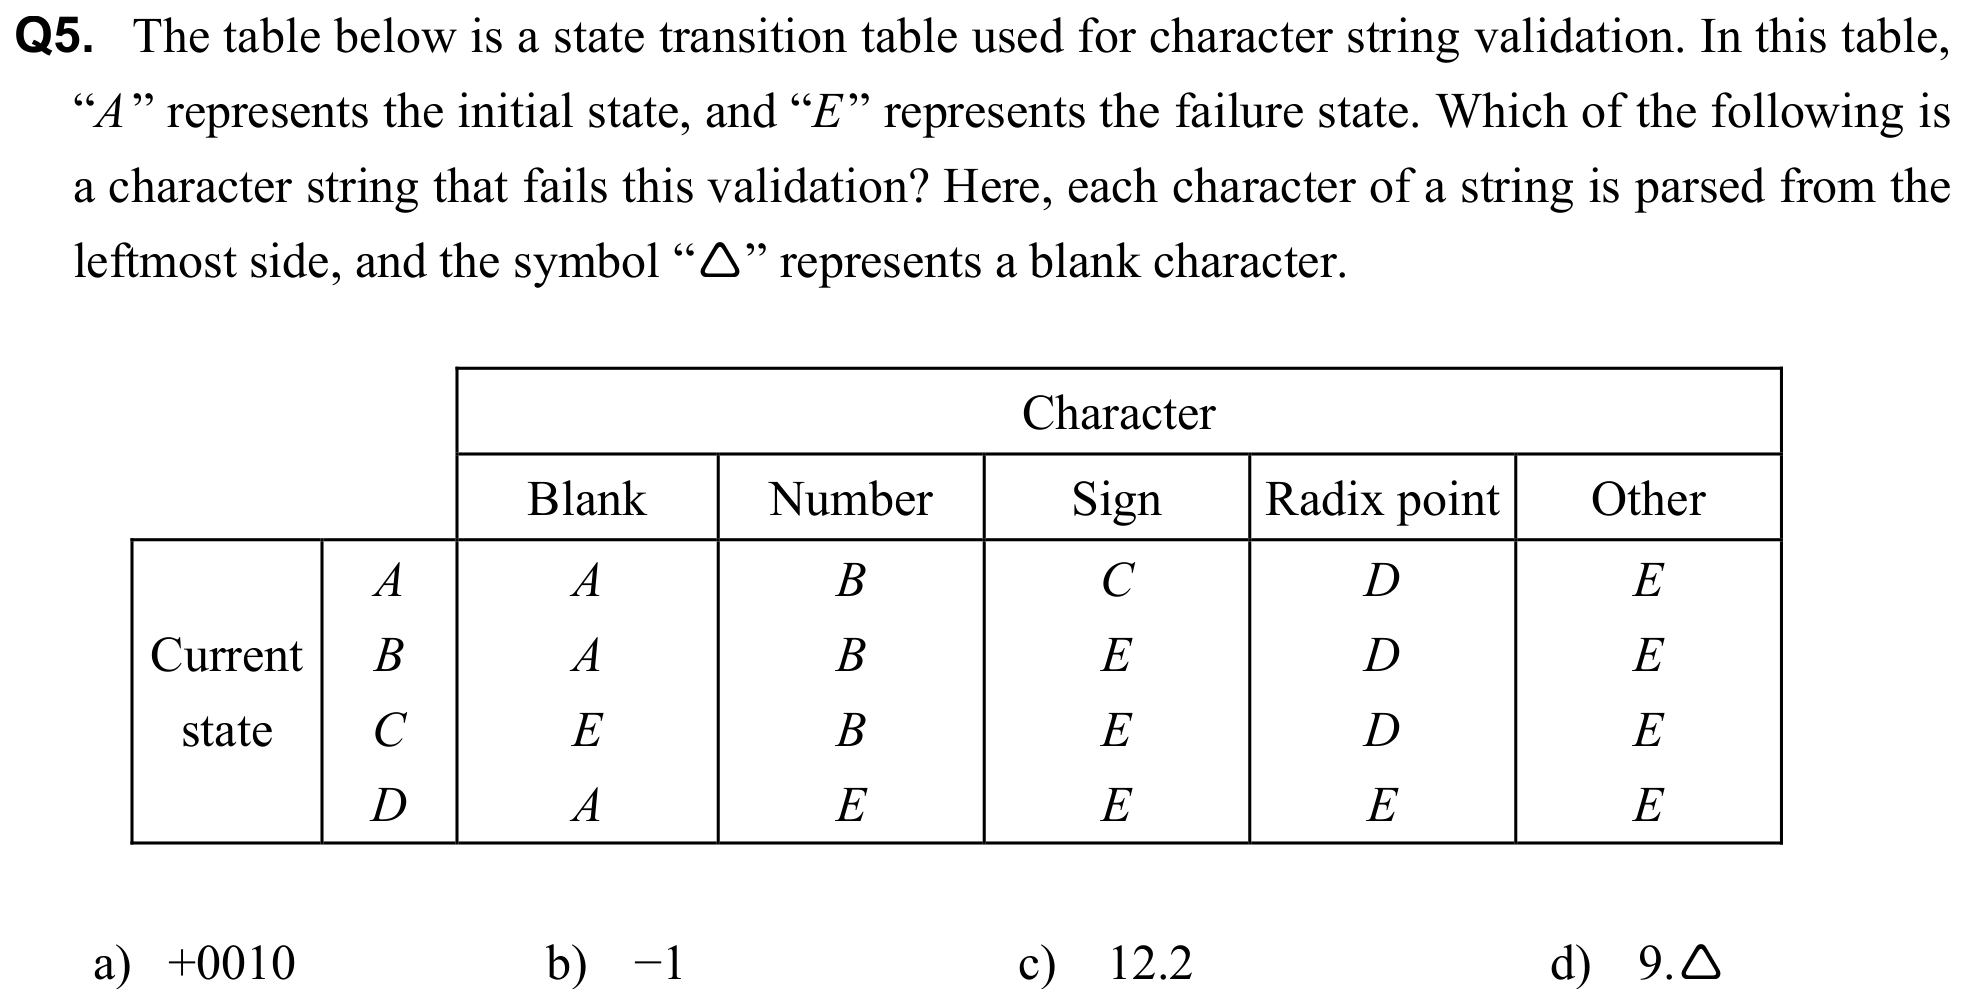 Q5. The table below is a state transition table used for character string validation. In this table,
“A” represents the initial state, and “E” represents the failure state. Which of the following is
a character string that fails this validation? Here, each character of a string is parsed from the
leftmost side, and the symbol “△” represents a blank character.
Character
Blank Number Sign Radix point Other
A A B C D E
Current B A B E D E
state C E B E D E
D A E E E E
a) +0010 b) −1 c) 12.2 d) 9.△